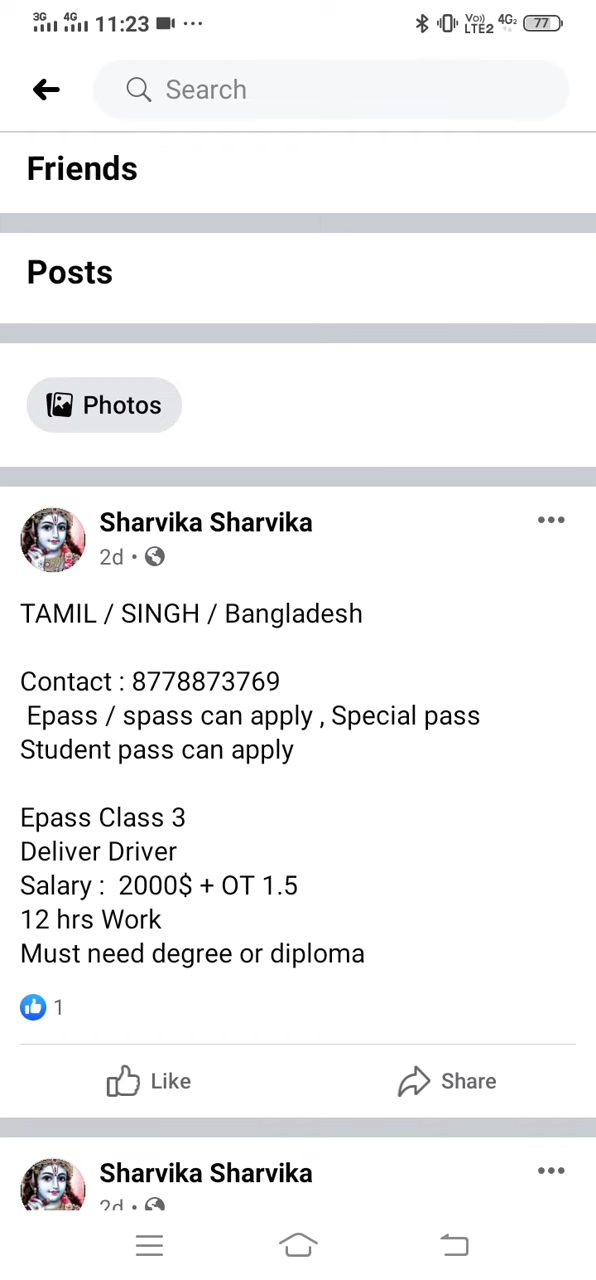 3G 4G 11:23 ... Vo)) LTE2 4G2 77
Search
Friends
Posts
Photos
Sharvika Sharvika
2d •
TAMIL / SINGH / Bangladesh
Contact : 8778873769
Epass / spass can apply , Special pass
Student pass can apply
Epass Class 3
Deliver Driver
Salary :  2000$ + OT 1.5
12 hrs Work
Must need degree or diploma
1
Like Share
Sharvika Sharvika
2d •